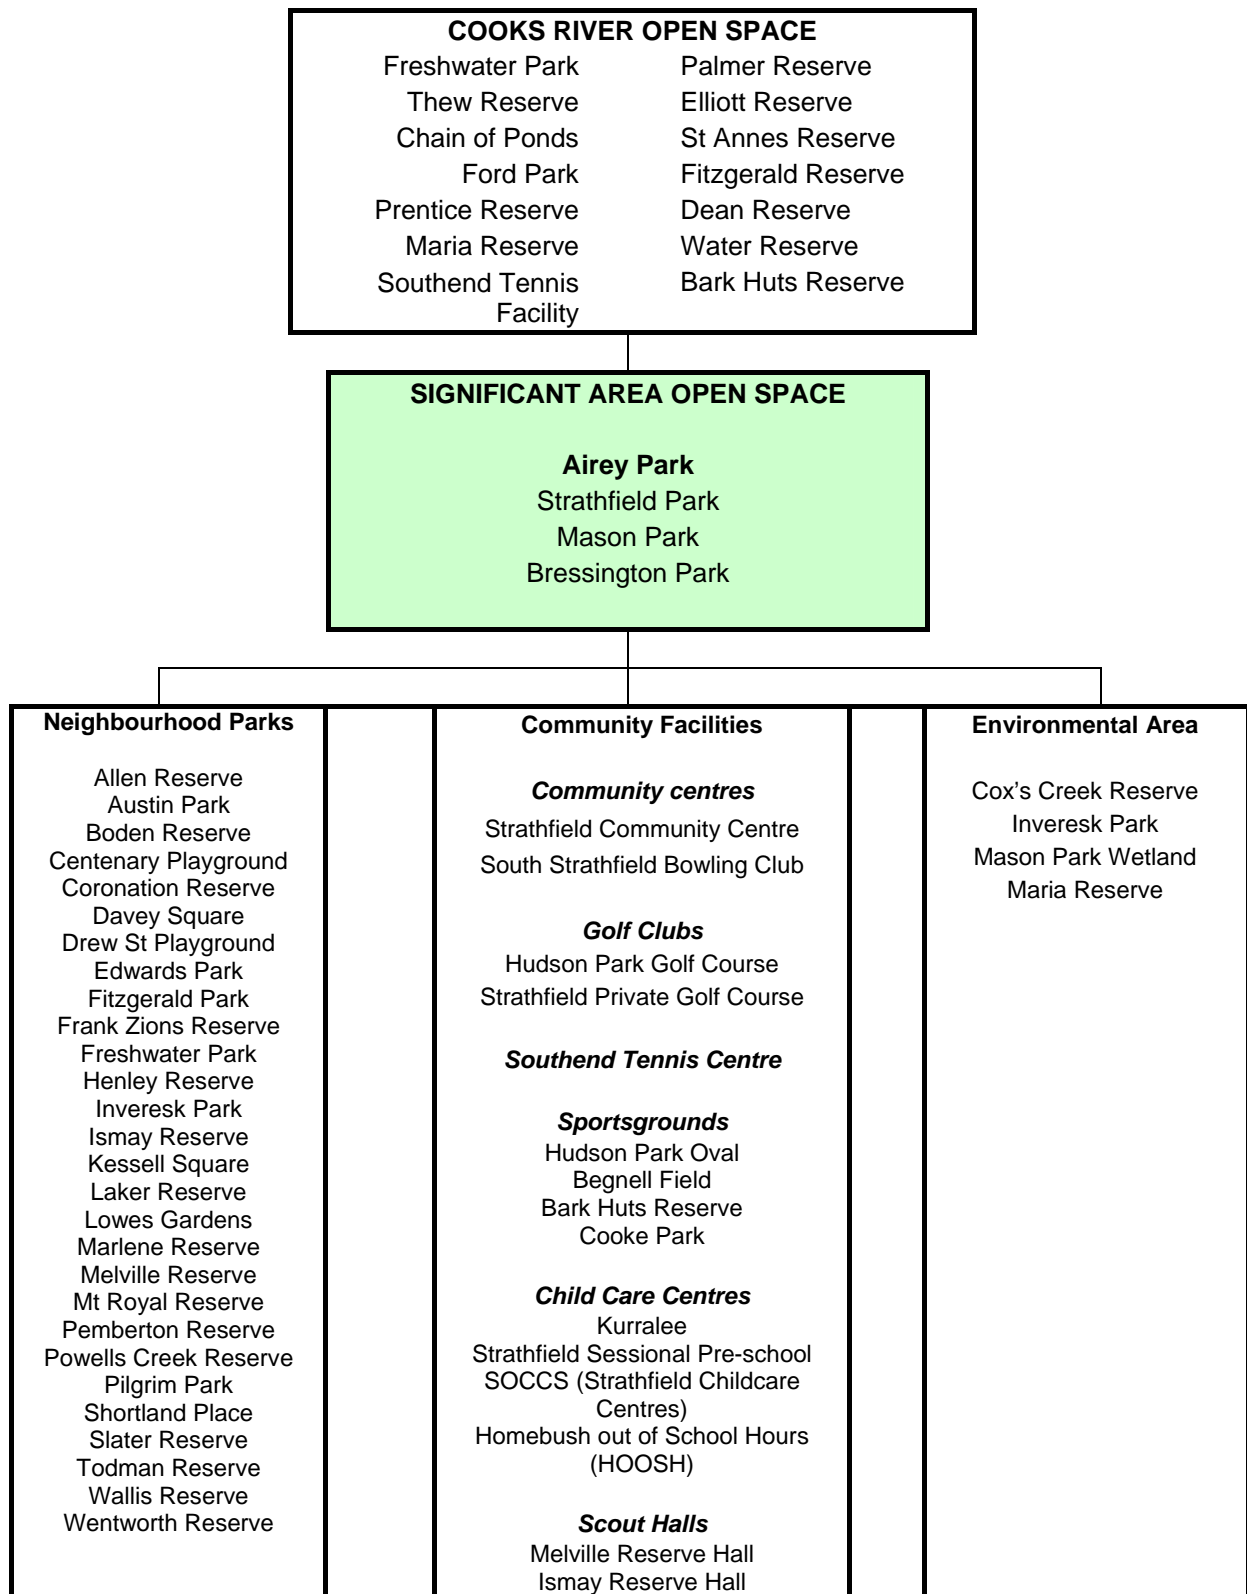 COOKS RIVER OPEN SPACE
Freshwater Park
Thew Reserve
Chain of Ponds
Ford Park
Prentice Reserve
Maria Reserve
Southend Tennis
Facility
Palmer Reserve
Elliott Reserve
St Annes Reserve
Fitzgerald Reserve
Dean Reserve
Water Reserve
Bark Huts Reserve
SIGNIFICANT AREA OPEN SPACE
Airey Park
Strathfield Park
Mason Park
Bressington Park
Neighbourhood Parks
Allen Reserve
Austin Park
Boden Reserve
Centenary Playground
Coronation Reserve
Davey Square
Drew St Playground
Edwards Park
Fitzgerald Park
Frank Zions Reserve
Freshwater Park
Henley Reserve
Inveresk Park
Ismay Reserve
Kessell Square
Laker Reserve
Lowes Gardens
Marlene Reserve
Melville Reserve
Mt Royal Reserve
Pemberton Reserve
Powells Creek Reserve
Pilgrim Park
Shortland Place
Slater Reserve
Todman Reserve
Wallis Reserve
Wentworth Reserve
Community Facilities
Community centres
Strathfield Community Centre
South Strathfield Bowling Club
Golf Clubs
Hudson Park Golf Course
Strathfield Private Golf Course
Southend Tennis Centre
Sportsgrounds
Hudson Park Oval
Begnell Field
Bark Huts Reserve
Cooke Park
Child Care Centres
Kurralee
Strathfield Sessional Pre-school
SOCCS (Strathfield Childcare
Centres)
Homebush out of School Hours
(HOOSH)
Scout Halls
Melville Reserve Hall
Ismay Reserve Hall
Environmental Area
Cox's Creek Reserve
Inveresk Park
Mason Park Wetland
Maria Reserve